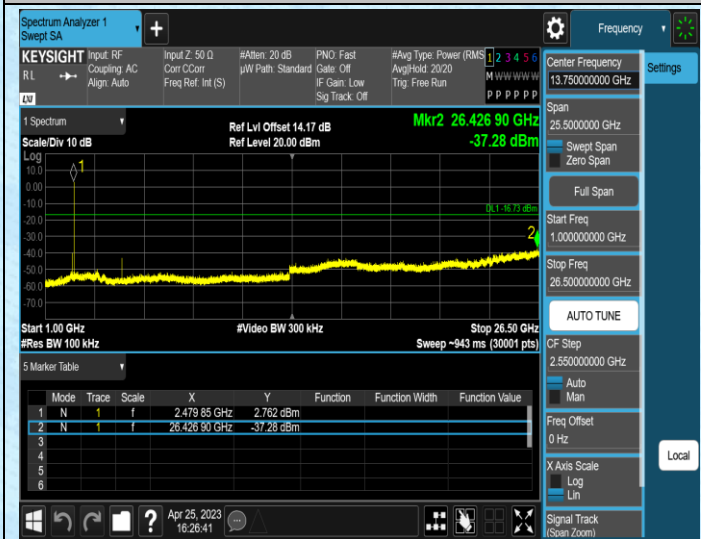 Spectrum Analyzer 1
Swept SA
+
Frequency
KEYSIGHT
RL
LXI
Input: RF
Coupling: AC
Align: Auto
Input Z: 50 Ω
Corr CCorr
Freq Ref: Int (S)
#Atten: 20 dB
µW Path: Standard
PNO: Fast
Gate: Off
IF Gain: Low
Sig Track: Off
#Avg Type: Power (RMS
Avg|Hold: 20/20
Trig: Free Run
1 2 3 4 5 6
M W W W W W
P P P P P P
1 Spectrum
Scale/Div 10 dB
Ref Lvl Offset 14.17 dB
Ref Level 20.00 dBm
Mkr2 26.426 90 GHz
-37.28 dBm
Log
10.0
0.00
-10.0
-20.0
-30.0
-40.0
-50.0
-60.0
-70.0
1
DL1 -16.73 dBm
2
Start 1.00 GHz
#Res BW 100 kHz
#Video BW 300 kHz
Stop 26.50 GHz
Sweep ~943 ms (30001 pts)
5 Marker Table
Mode Trace Scale X Y Function Function Width Function Value
1 N 1 f 2.479 85 GHz 2.762 dBm
2 N 1 f 26.426 90 GHz -37.28 dBm
3
4
5
6
?
Apr 25, 2023
16:26:41
Center Frequency
13.750000000 GHz
Span
25.5000000 GHz
Swept Span
Zero Span
Full Span
Start Freq
1.000000000 GHz
Stop Freq
26.500000000 GHz
AUTO TUNE
CF Step
2.550000000 GHz
Auto
Man
Freq Offset
0 Hz
X Axis Scale
Log
Lin
Signal Track
(Span Zoom)
Settings
Local